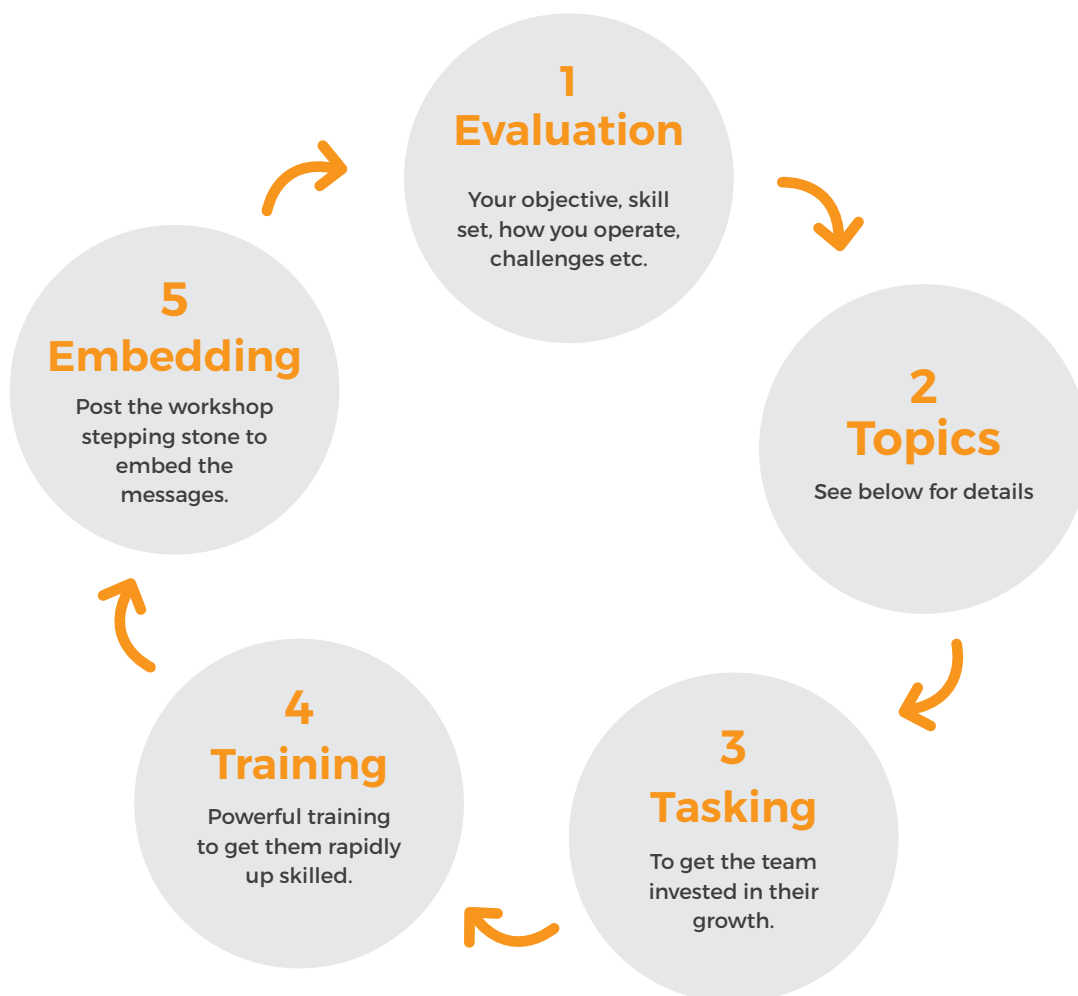 1
Evaluation
Your objective, skill
set, how you operate,
challenges etc.
2
Topics
See below for details
3
Tasking
To get the team
invested in their
growth.
4
Training
Powerful training
to get them rapidly
up skilled.
5
Embedding
Post the workshop
stepping stone to
embed the
messages.